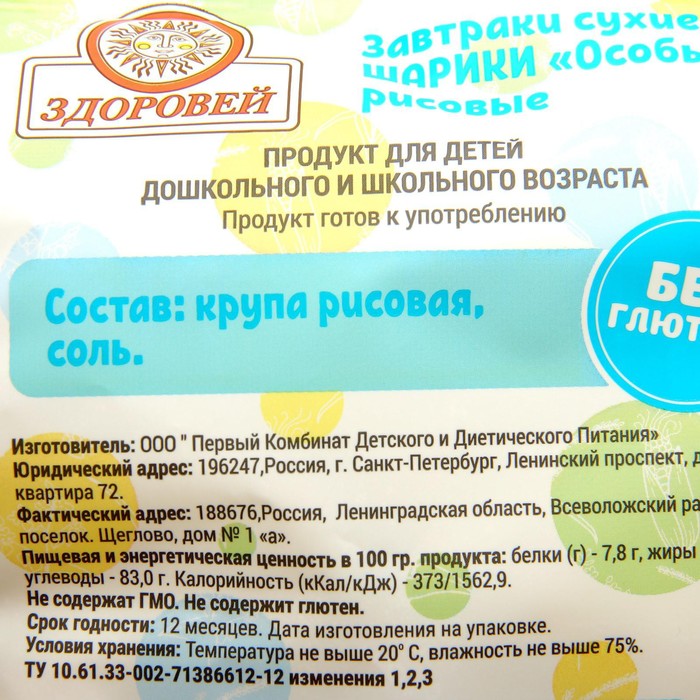 ЗДОРОВЕЙ
Завтраки сухие
ШАРИКИ «Особы
рисовые
ПРОДУКТ ДЛЯ ДЕТЕЙ
ДОШКОЛЬНОГО И ШКОЛЬНОГО ВОЗРАСТА
Продукт готов к употреблению
Состав: крупа рисовая,
соль.
БЕ
ГЛЮТ
Изготовитель: ООО " Первый Комбинат Детского и Диетического Питания»
Юридический адрес: 196247,Россия, г. Санкт-Петербург, Ленинский проспект, д
квартира 72.
Фактический адрес: 188676,Россия, Ленинградская область, Всеволожский ра
поселок. Щеглово, дом № 1 «а».
Пищевая и энергетическая ценность в 100 гр. продукта: белки (г) - 7,8 г, жиры
углеводы - 83,0 г. Калорийность (кКал/кДж) - 373/1562,9.
Не содержат ГМО. Не содержит глютен.
Срок годности: 12 месяцев. Дата изготовления на упаковке.
Условия хранения: Температура не выше 20° С, влажность не выше 75%.
ТУ 10.61.33-002-71386612-12 изменения 1,2,3